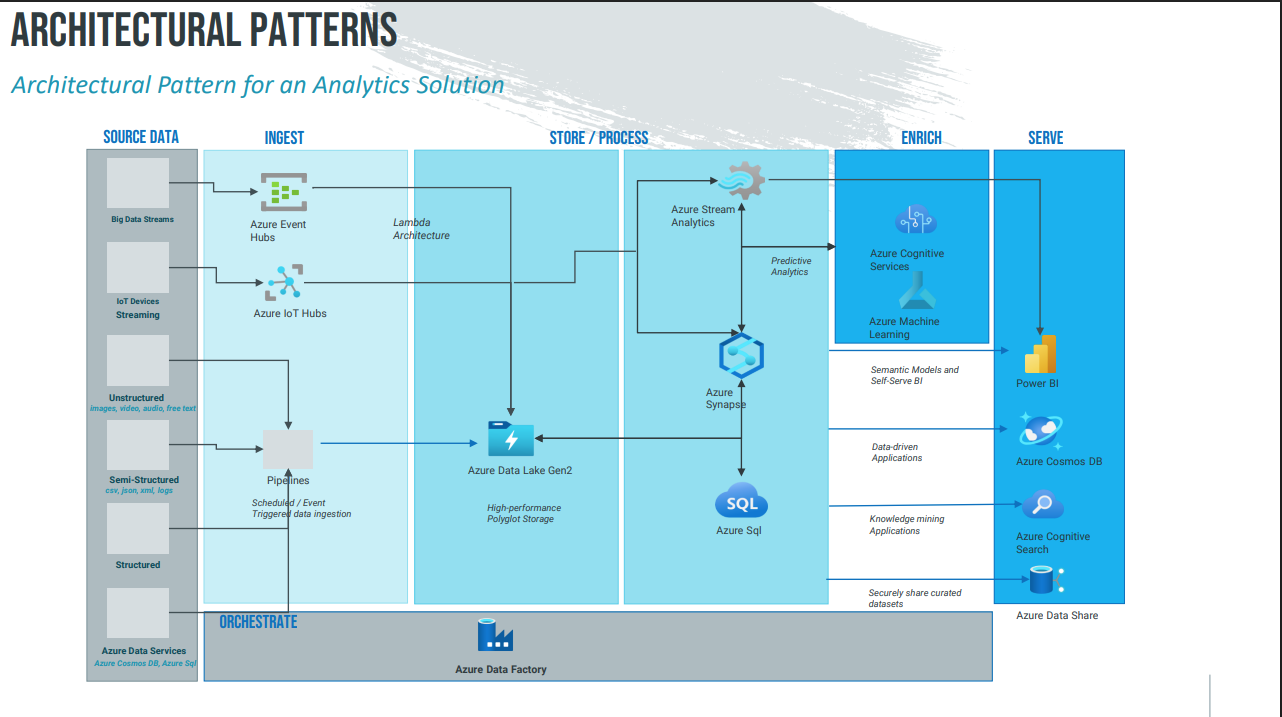 ARCHITECTURAL PATTERNS
Architectural Pattern for an Analytics Solution
SOURCE DATA
INGEST
STORE / PROCESS
ENRICH
SERVE
Big Data Streams
IoT Devices
Streaming
Unstructured
images, video, audio, free text
Semi-Structured
csv, json, xml, logs
Structured
Azure Data Services
Azure Cosmos DB, Azure Sql
Azure Event
Hubs
Azure IoT Hubs
Pipelines
Scheduled / Event
Triggered data ingestion
Lambda
Architecture
Azure Data Lake Gen2
High-performance
Polyglot Storage
Azure Stream
Analytics
Predictive
Analytics
Azure
Synapse
SQL
Azure Sql
Azure Cognitive
Services
Azure Machine
Learning
Semantic Models and
Self-Serve BI
Data-driven
Applications
Knowledge mining
Applications
Securely share curated
datasets
Power BI
Azure Cosmos DB
Azure Cognitive
Search
Azure Data Share
ORCHESTRATE
Azure Data Factory